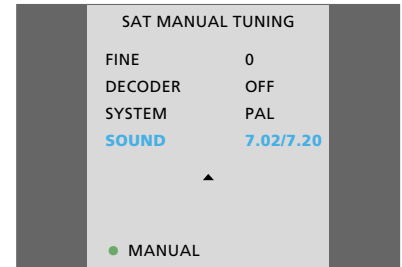 SAT MANUAL TUNING
FINE 0
DECODER OFF
SYSTEM PAL
SOUND 7.02/7.20
MANUAL